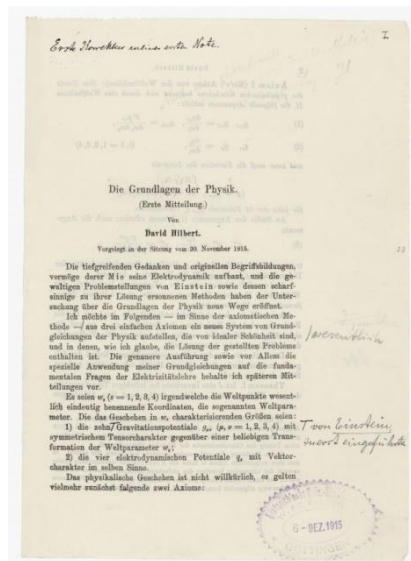 Erste Korrektur meiner ersten Note.
I
Die Grundlagen der Physik.
(Erste Mitteilung.)
Von
David Hilbert.
Vorgelegt in der Sitzung vom 20. November 1915.
Die tiefgreifenden Gedanken und originellen Begriffsbildungen,
vermöge derer Mie seine Elektrodynamik aufbaut, und die ge-
waltigen Problemstellungen von Einstein sowie dessen scharf-
sinnige zu ihrer Lösung ersonnenen Methoden haben der Unter-
suchung über die Grundlagen der Physik neue Wege eröffnet.
Ich möchte im Folgenden — im Sinne der axiomatischen Me-
thode — aus drei einfachen Axiomen ein neues System von Grund-
gleichungen der Physik aufstellen, die von idealer Schönheit sind,
und in denen, wie ich glaube, die Lösung der gestellten Probleme
enthalten ist. Die genauere Ausführung sowie vor Allem die
spezielle Anwendung meiner Grundgleichungen auf die funda-
mentalen Fragen der Elektrizitätslehre behalte ich späteren Mit-
teilungen vor.
Es seien w_s (s = 1, 2, 3, 4) irgendwelche die Weltpunkte wesent-
lich eindeutig benennende Koordinaten, die sogenannten Weltpara-
meter. Die das Geschehen in w_s charakterisierenden Größen seien:
1) die zehn Gravitationspotentiale g_μν (μ, ν = 1, 2, 3, 4) mit
symmetrischem Tensorcharakter gegenüber einer beliebigen Trans-
formation der Weltparameter w_s;
2) die vier elektrodynamischen Potentiale q_s mit Vektor-
charakter im selben Sinne.
Das physikalische Geschehen ist nicht willkürlich, es gelten
vielmehr zunächst folgende zwei Axiome:
wesentlich
von Einstein
zuerst eingeführten
6 - DEZ. 1915
GÖTTINGEN